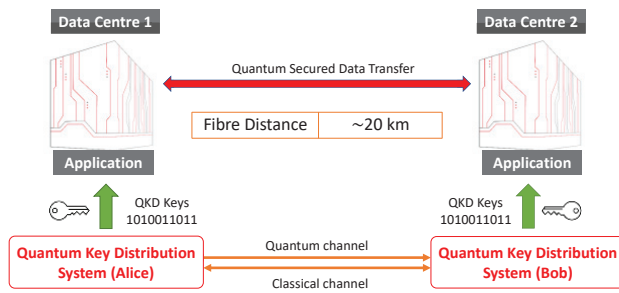 Data Centre 1
Data Centre 2
Quantum Secured Data Transfer
Fibre Distance
~20 km
Application
Application
QKD Keys
1010011011
QKD Keys
1010011011
Quantum Key Distribution
System (Alice)
Quantum channel
Classical channel
Quantum Key Distribution
System (Bob)